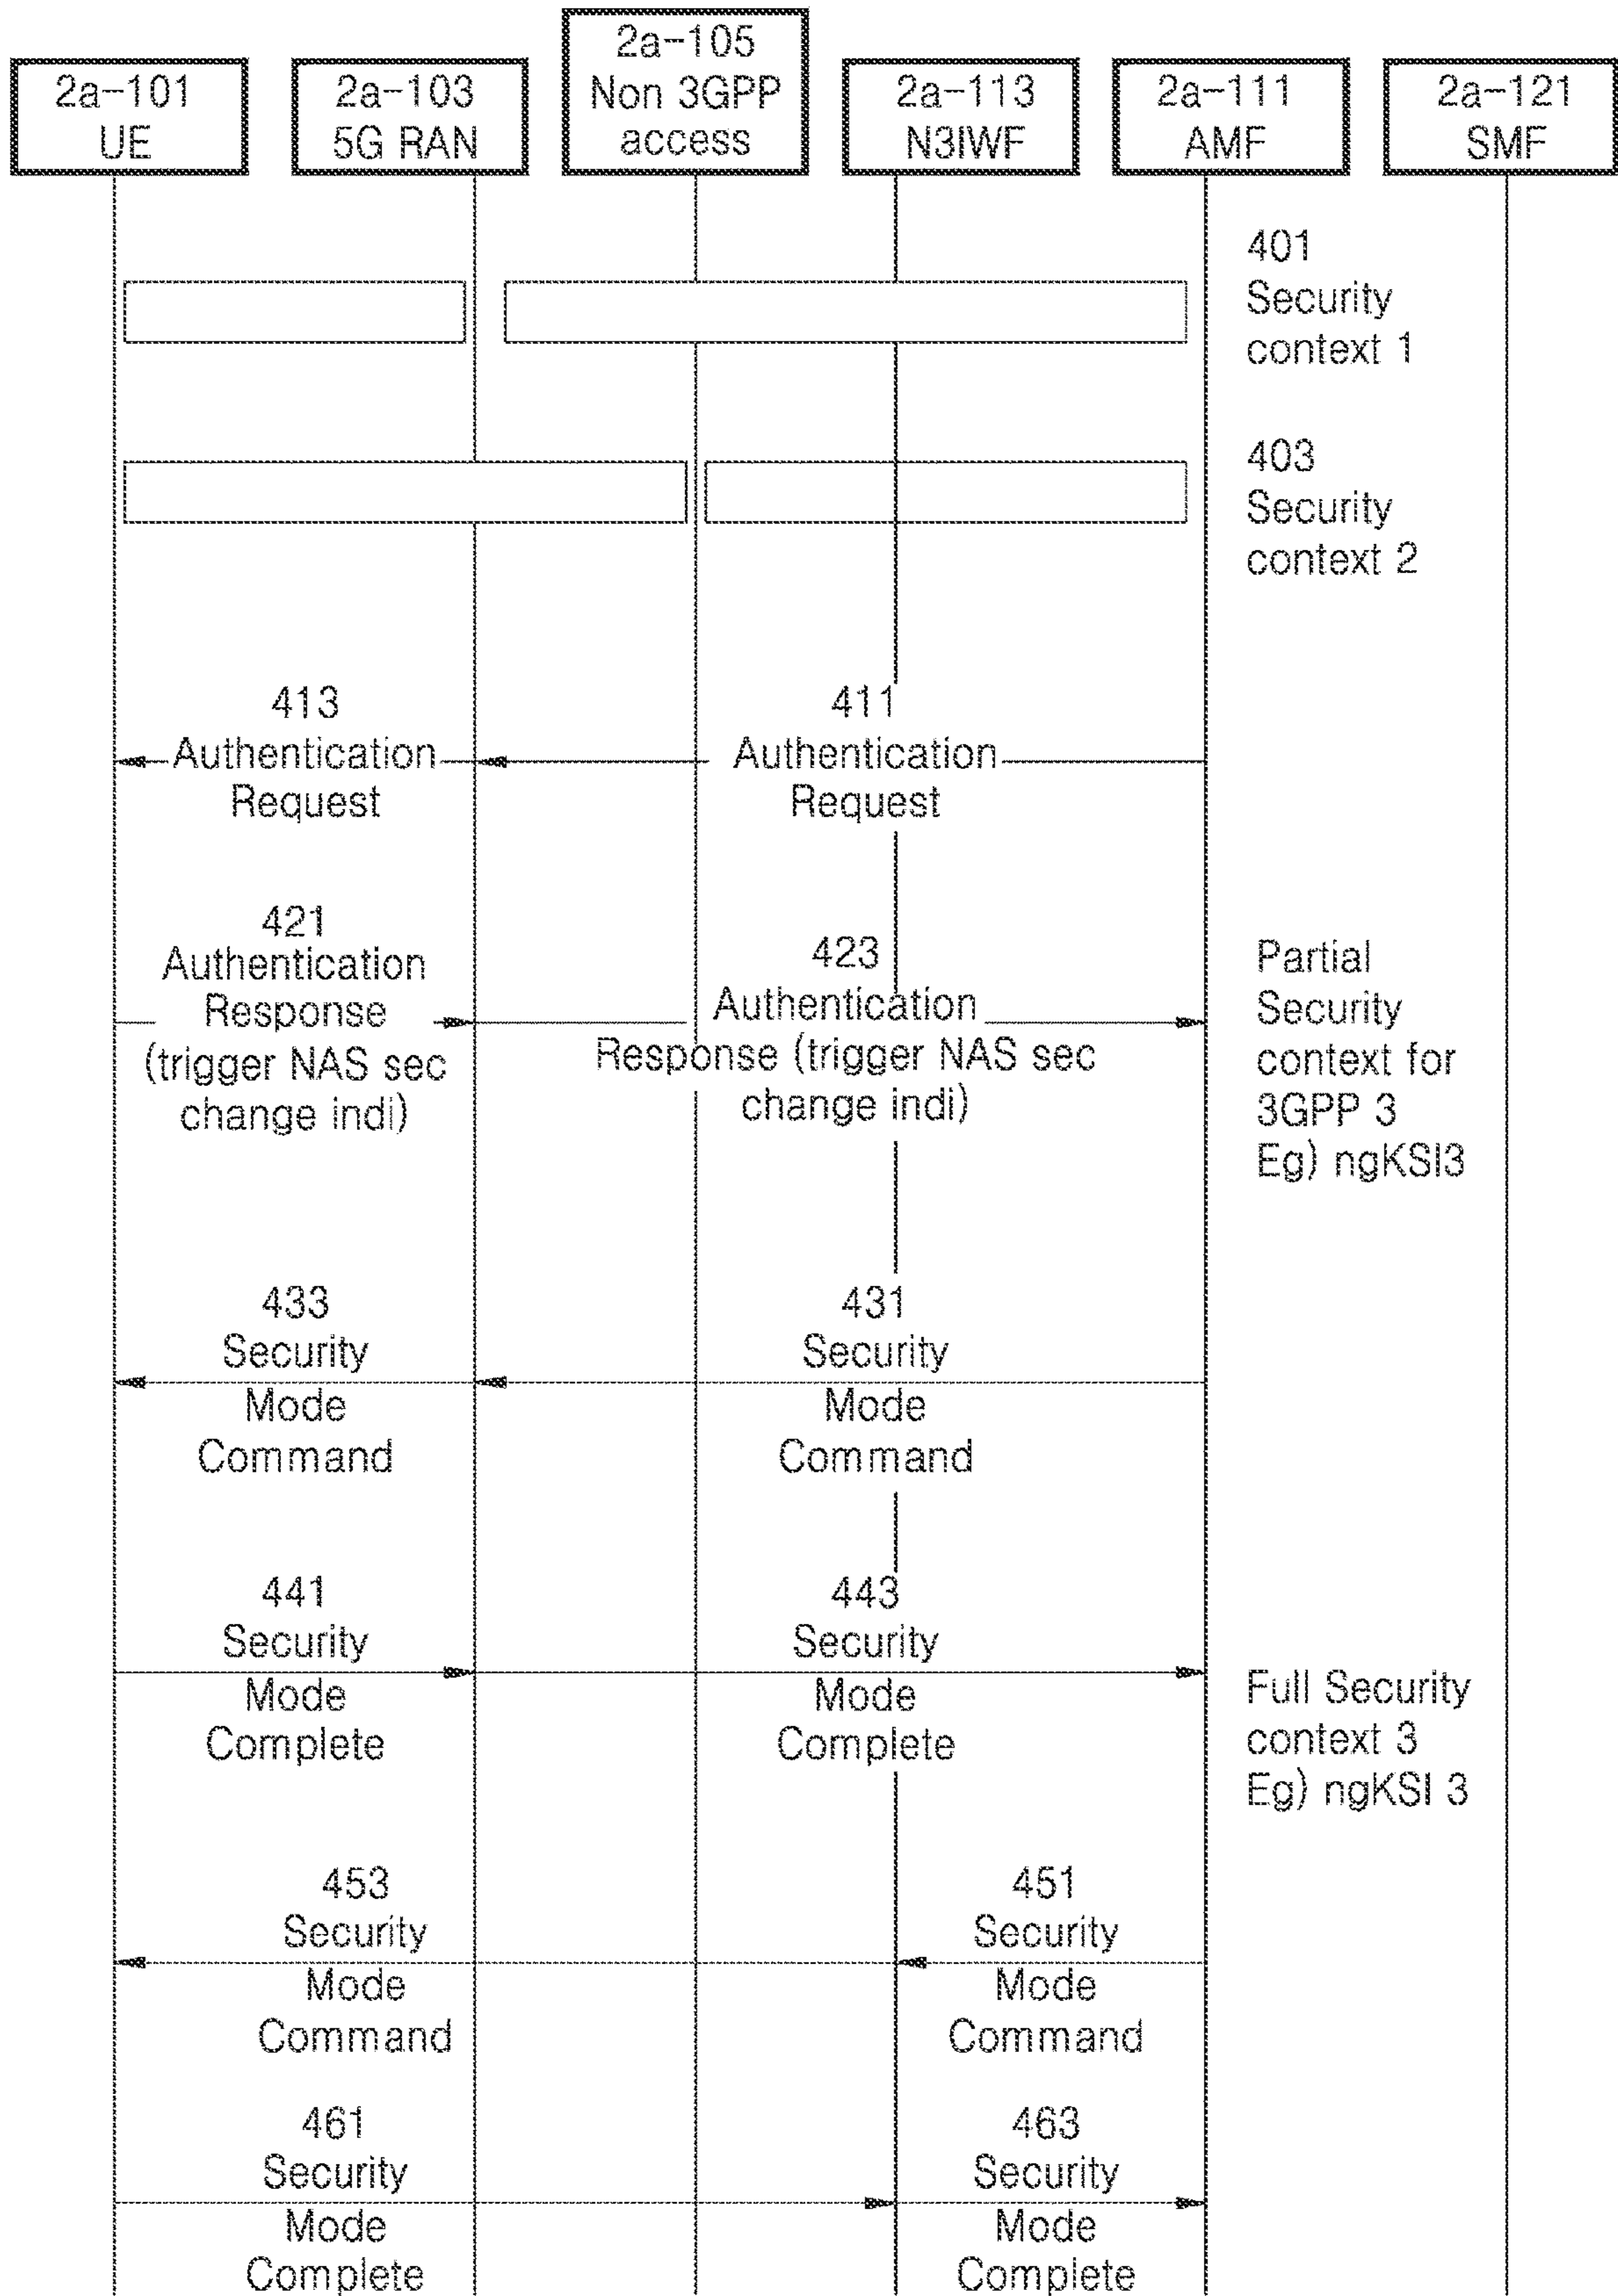 2a-101
UE
2a-103
5G RAN
2a-105
Non 3GPP
access
2a-113
N3IWF
2a-111
AMF
2a-121
SMF
401
Security
context 1
403
Security
context 2
413
Authentication
Request
411
Authentication
Request
421
Authentication
Response
(trigger NAS sec
change indi)
423
Authentication
Response (trigger NAS sec
change indi)
Partial
Security
context for
3GPP 3
Eg) ngKSI3
433
Security
Mode
Command
431
Security
Mode
Command
441
Security
Mode
Complete
443
Security
Mode
Complete
Full Security
context 3
Eg) ngKSI 3
453
Security
Mode
Command
451
Security
Mode
Command
461
Security
Mode
Complete
463
Security
Mode
Complete